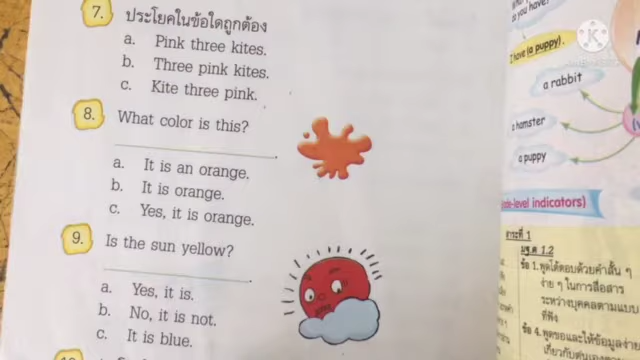 7. ประโยคในข้อใดถูกต้อง
a. Pink three kites.
b. Three pink kites.
c. Kite three pink.
8. What color is this?
a. It is an orange.
b. It is orange.
c. Yes, it is orange.
9. Is the sun yellow?
a. Yes, it is.
b. No, it is not.
c. It is blue.
you have?
I have (a puppy).
a rabbit
a hamster
a puppy
-level indicators)
สาระที่ 1
มฐ.ต 1.2
ข้อ 1. พูดโต้ตอบด้วยคำสั้น ๆ
ง่าย ๆ ในการสื่อสาร
ระหว่างบุคคลตามแบบ
ที่ฟัง
ข้อ 4. พูดขอและให้ข้อมูลง่าย